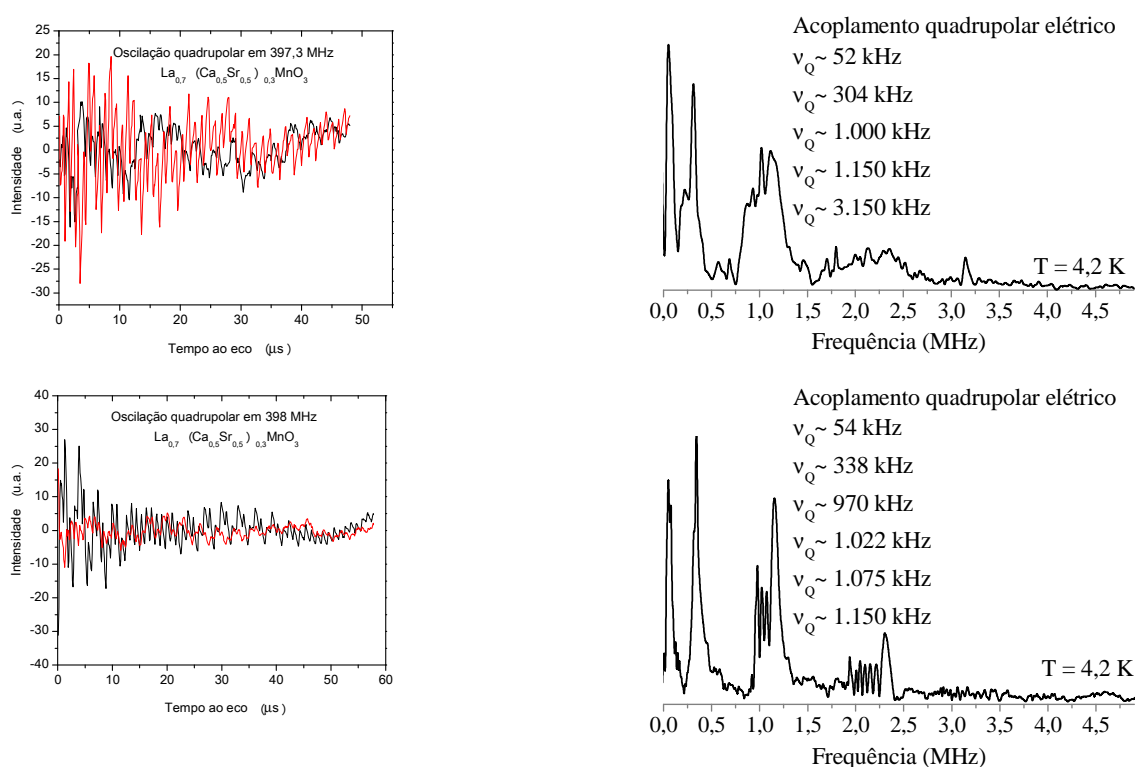 25
20
15
10
5
0
-5
-10
-15
-20
-25
-30
Intensidade (u.a.)
Oscilação quadrupolar em 397,3 MHz
La0,7 (Ca0,5Sr0,5) 0,3MnO3
0 10 20 30 40 50
Tempo ao eco (µs)
Acoplamento quadrupolar elétrico
νQ~ 52 kHz
νQ~ 304 kHz
νQ~ 1.000 kHz
νQ~ 1.150 kHz
νQ~ 3.150 kHz
T = 4,2 K
0,0 0,5 1,0 1,5 2,0 2,5 3,0 3,5 4,0 4,5
Frequência (MHz)
40
30
20
10
0
-10
-20
-30
-40
Intensidade (u.a.)
Oscilação quadrupolar em 398 MHz
La0,7 (Ca0,5Sr0,5) 0,3MnO3
0 10 20 30 40 50 60
Tempo ao eco (µs)
Acoplamento quadrupolar elétrico
νQ~ 54 kHz
νQ~ 338 kHz
νQ~ 970 kHz
νQ~ 1.022 kHz
νQ~ 1.075 kHz
νQ~ 1.150 kHz
T = 4,2 K
0,0 0,5 1,0 1,5 2,0 2,5 3,0 3,5 4,0 4,5
Frequência (MHz)